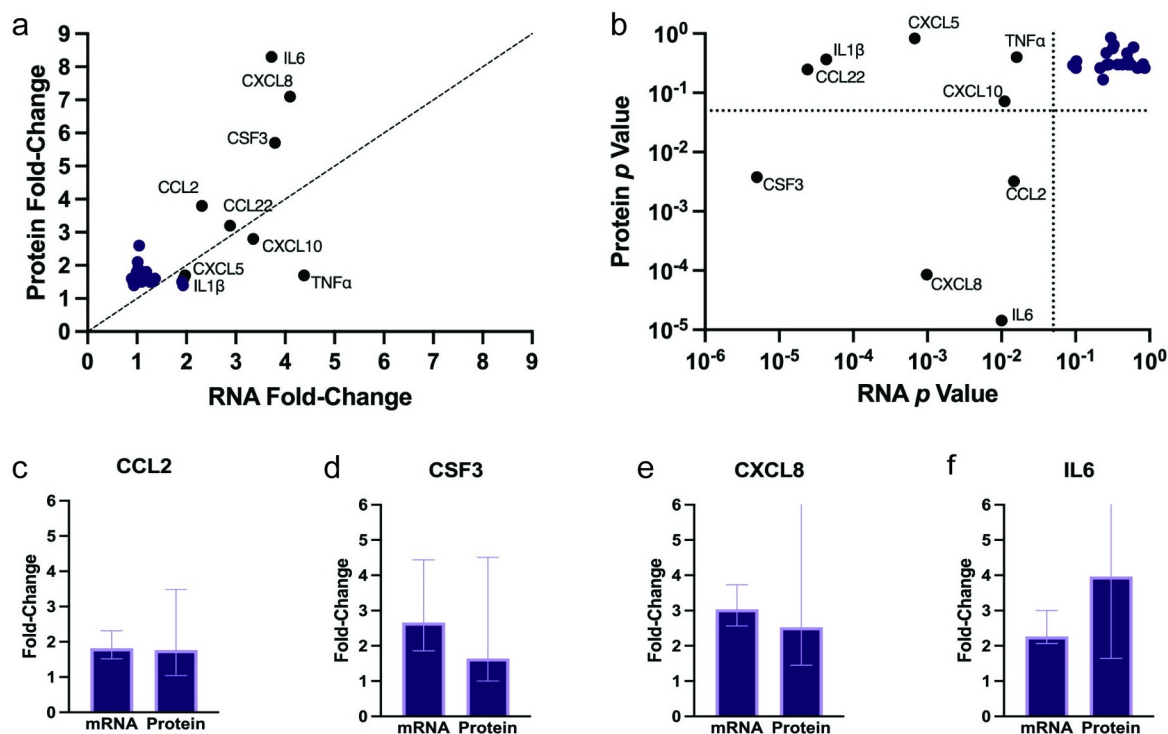 a
Protein Fold-Change
9
8
7
6
5
4
3
2
1
0
IL6
CXCL8
CSF3
CCL2
CCL22
CXCL10
CXCL5
IL1β
TNFα
0 1 2 3 4 5 6 7 8 9
RNA Fold-Change
b
Protein p Value
10⁰
10⁻¹
10⁻²
10⁻³
10⁻⁴
10⁻⁵
CXCL5
IL1β
CCL22
TNFα
CXCL10
CSF3
CCL2
CXCL8
IL6
10⁻⁶ 10⁻⁵ 10⁻⁴ 10⁻³ 10⁻² 10⁻¹ 10⁰
RNA p Value
c
CCL2
Fold-Change
6
5
4
3
2
1
0
mRNA Protein
d
CSF3
Fold-Change
6
5
4
3
2
1
0
mRNA Protein
e
CXCL8
Fold-Change
6
5
4
3
2
1
0
mRNA Protein
f
IL6
Fold-Change
6
5
4
3
2
1
0
mRNA Protein